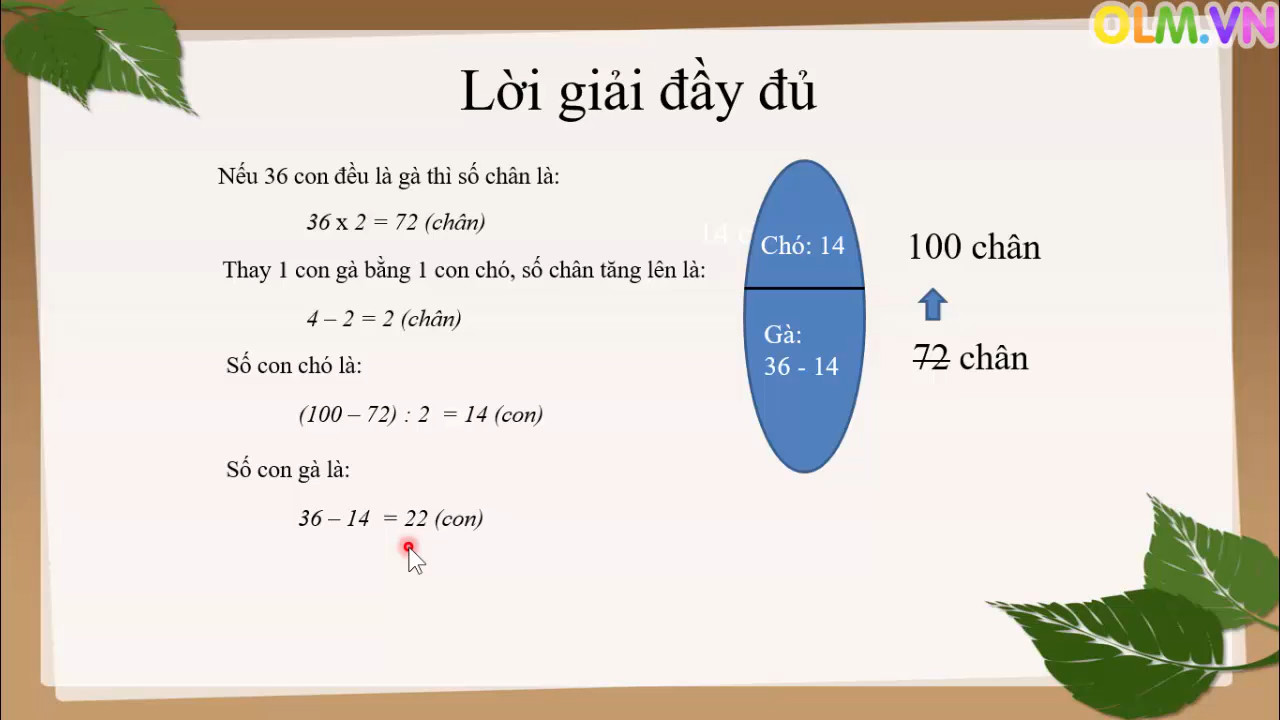 OLM.VN
Lời giải đầy đủ
Nếu 36 con đều là gà thì số chân là:
36 x 2 = 72 (chân)
Thay 1 con gà bằng 1 con chó, số chân tăng lên là:
4 – 2 = 2 (chân)
Số con chó là:
(100 – 72) : 2 = 14 (con)
Số con gà là:
36 – 14 = 22 (con)
14 c
Chó: 14
Gà:
36 - 14
100 chân
72 chân